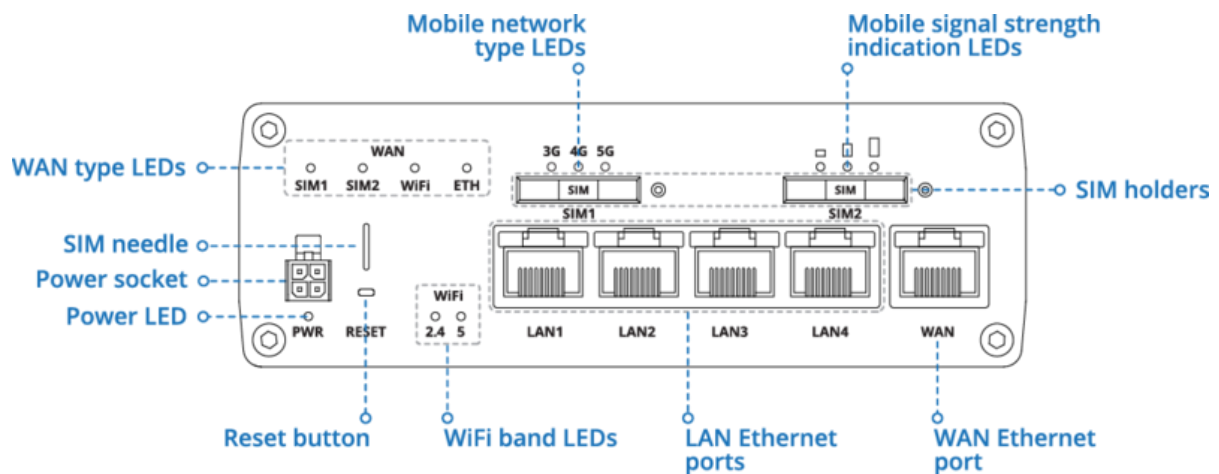 Mobile network
type LEDs
Mobile signal strength
indication LEDs
WAN type LEDs
WAN
SIM1 SIM2 WiFi ETH
3G 4G 5G
SIM
SIM
SIM holders
SIM1
SIM2
SIM needle
Power socket
Power LED
PWR
RESET
WiFi
2.4 5
LAN1
LAN2
LAN3
LAN4
WAN
Reset button
WiFi band LEDs
LAN Ethernet
ports
WAN Ethernet
port